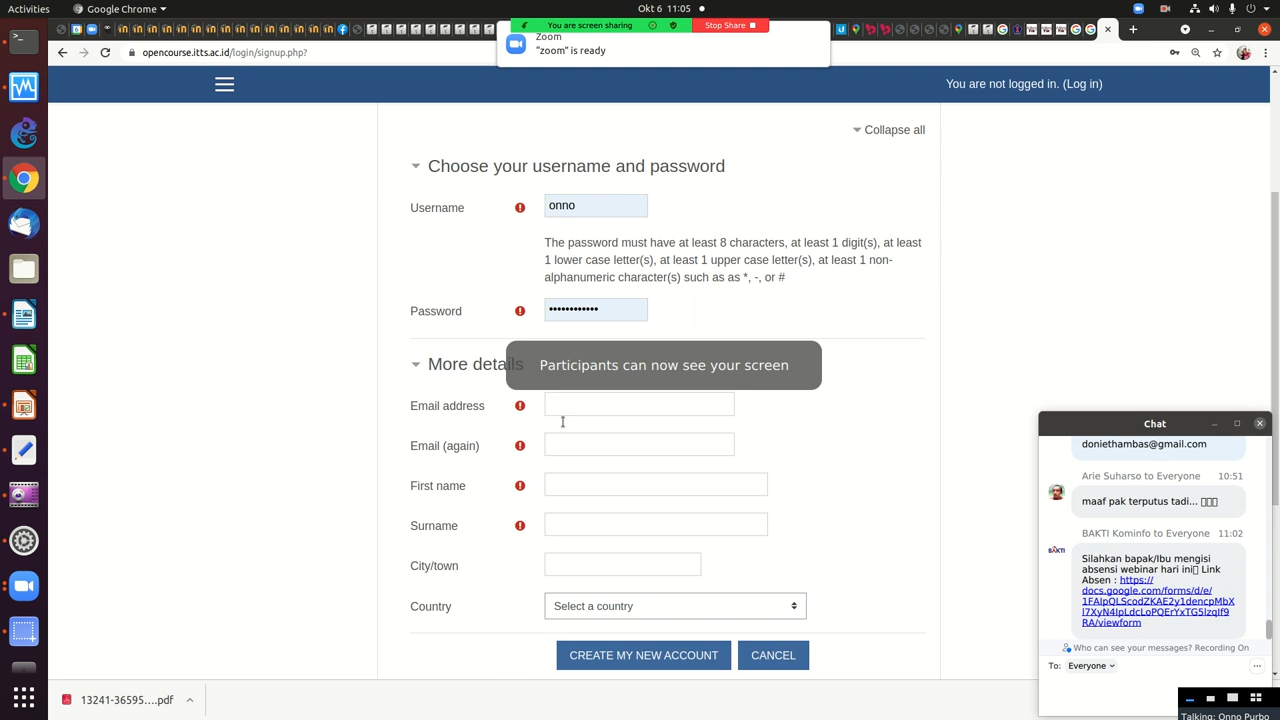 Google Chrome
Okt 6 11:05
You are screen sharing
Stop Share
Zoom
“zoom” is ready
opencourse.itts.ac.id/login/signup.php?
You are not logged in. (Log in)
Collapse all
Choose your username and password
Username
onno
The password must have at least 8 characters, at least 1 digit(s), at least
1 lower case letter(s), at least 1 upper case letter(s), at least 1 non-
alphanumeric character(s) such as as *, -, or #
Password
••••••••••••
More details
Participants can now see your screen
Email address
Email (again)
First name
Surname
City/town
Country
Select a country
CREATE MY NEW ACCOUNT
CANCEL
13241-36595....pdf
Chat
doniethambas@gmail.com
Arie Suharso to Everyone
10:51
maaf pak terputus tadi...
BAKTI Kominfo to Everyone
11:02
BAKTI
Silahkan bapak/Ibu mengisi
absensi webinar hari ini Link
Absen : https://
docs.google.com/forms/d/e/
RA/viewform
Who can see your messages? Recording On
To:
Everyone
Talking: Onno Purbo